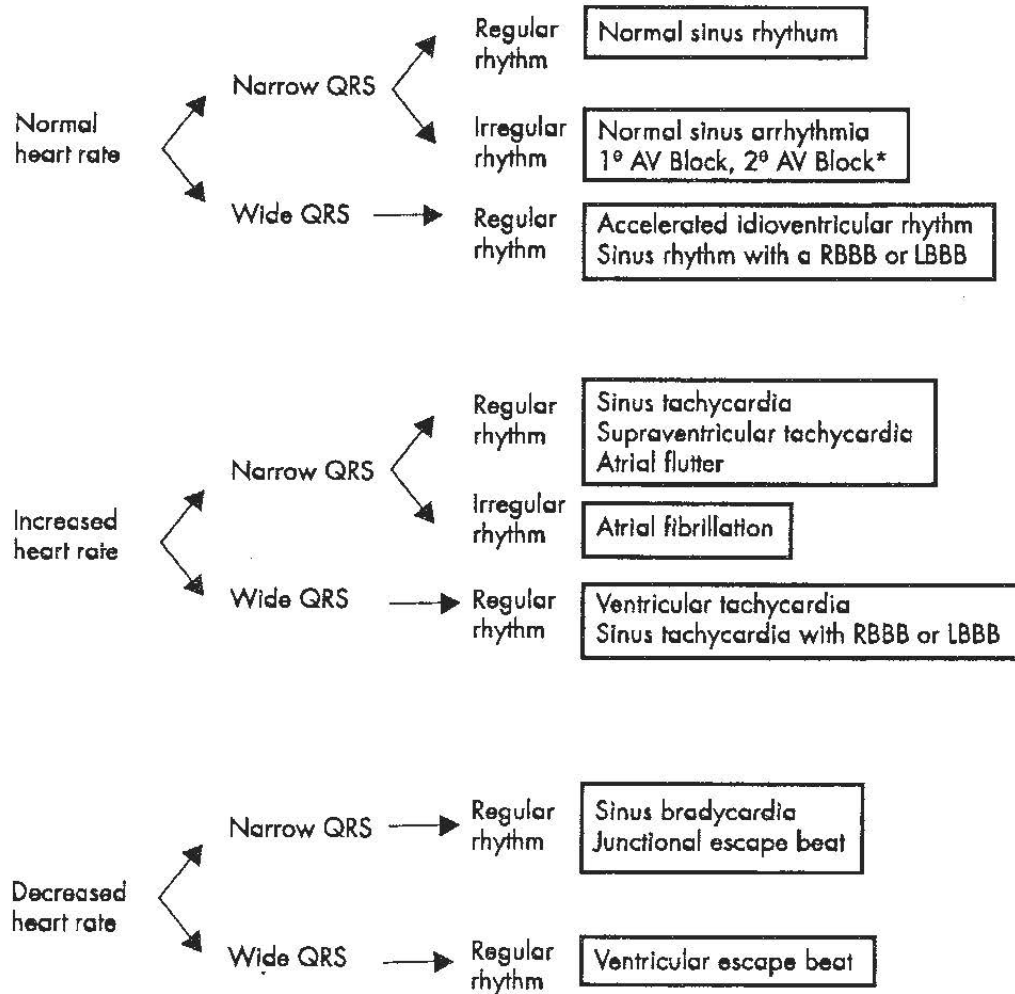 Regular
rhythm
Normal sinus rhythum
Narrow QRS
Normal
heart rate
Irregular
rhythm
Normal sinus arrhythmia
1º AV Block, 2º AV Block*
Wide QRS
Regular
rhythm
Accelerated idioventricular rhythm
Sinus rhythm with a RBBB or LBBB
Regular
rhythm
Sinus tachycardia
Supraventricular tachycardia
Atrial flutter
Narrow QRS
Increased
heart rate
Irregular
rhythm
Atrial fibrillation
Wide QRS
Regular
rhythm
Ventricular tachycardia
Sinus tachycardia with RBBB or LBBB
Narrow QRS
Regular
rhythm
Sinus bradycardia
Junctional escape beat
Decreased
heart rate
Wide QRS
Regular
rhythm
Ventricular escape beat